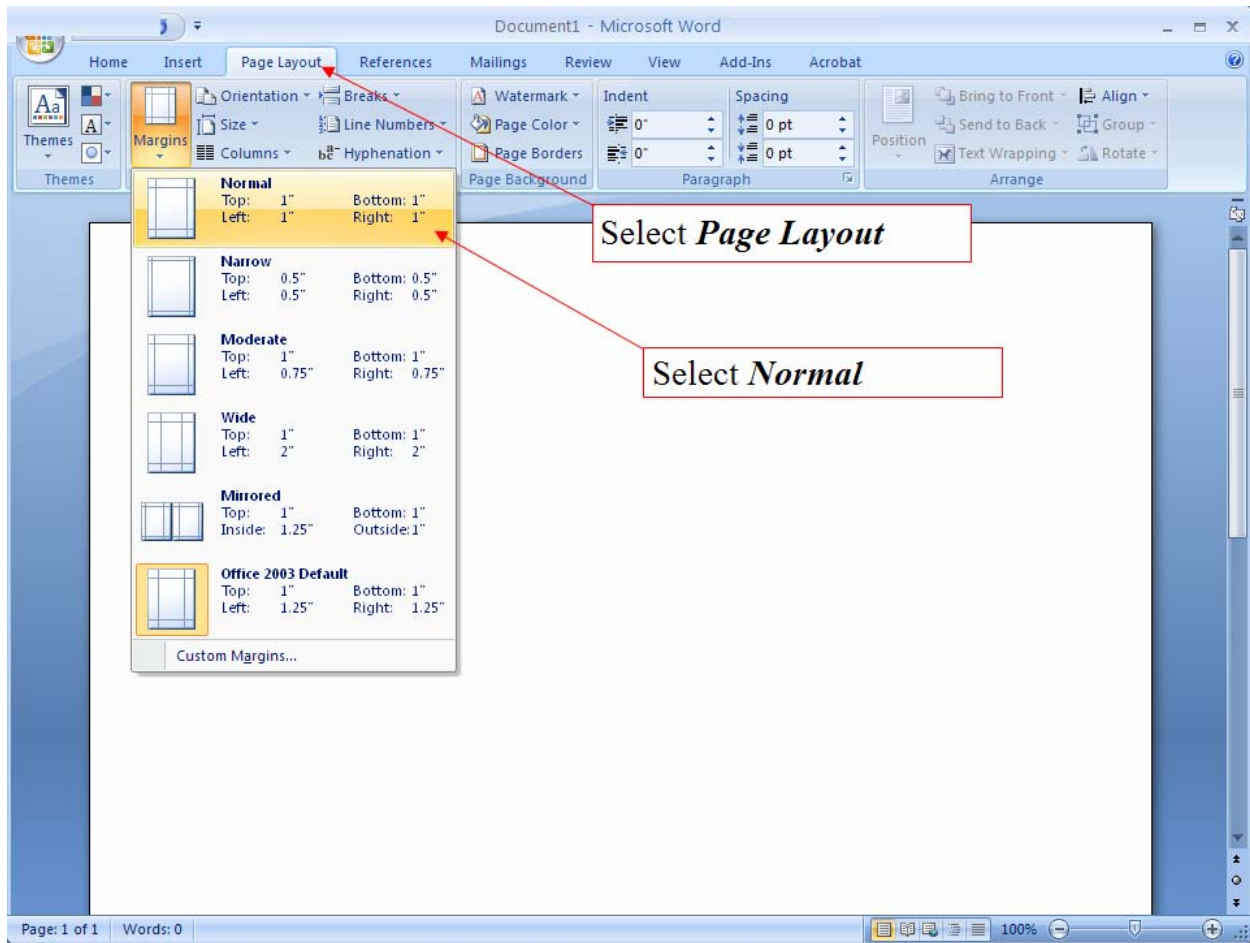 Document1 - Microsoft Word
Home Insert Page Layout References Mailings Review View Add-Ins Acrobat
Themes
Aa
A
Themes
Margins
Orientation
Size
Columns
Breaks
Line Numbers
Hyphenation
Watermark
Page Color
Page Borders
Page Background
Indent
0"
0"
Spacing
0 pt
0 pt
Paragraph
Position
Bring to Front
Send to Back
Text Wrapping
Align
Group
Rotate
Arrange
Normal
Top: 1" Bottom: 1"
Left: 1" Right: 1"
Narrow
Top: 0.5" Bottom: 0.5"
Left: 0.5" Right: 0.5"
Moderate
Top: 1" Bottom: 1"
Left: 0.75" Right: 0.75"
Wide
Top: 1" Bottom: 1"
Left: 2" Right: 2"
Mirrored
Top: 1" Bottom: 1"
Inside: 1.25" Outside: 1"
Office 2003 Default
Top: 1" Bottom: 1"
Left: 1.25" Right: 1.25"
Custom Margins...
Select Page Layout
Select Normal
Page: 1 of 1 Words: 0 100%